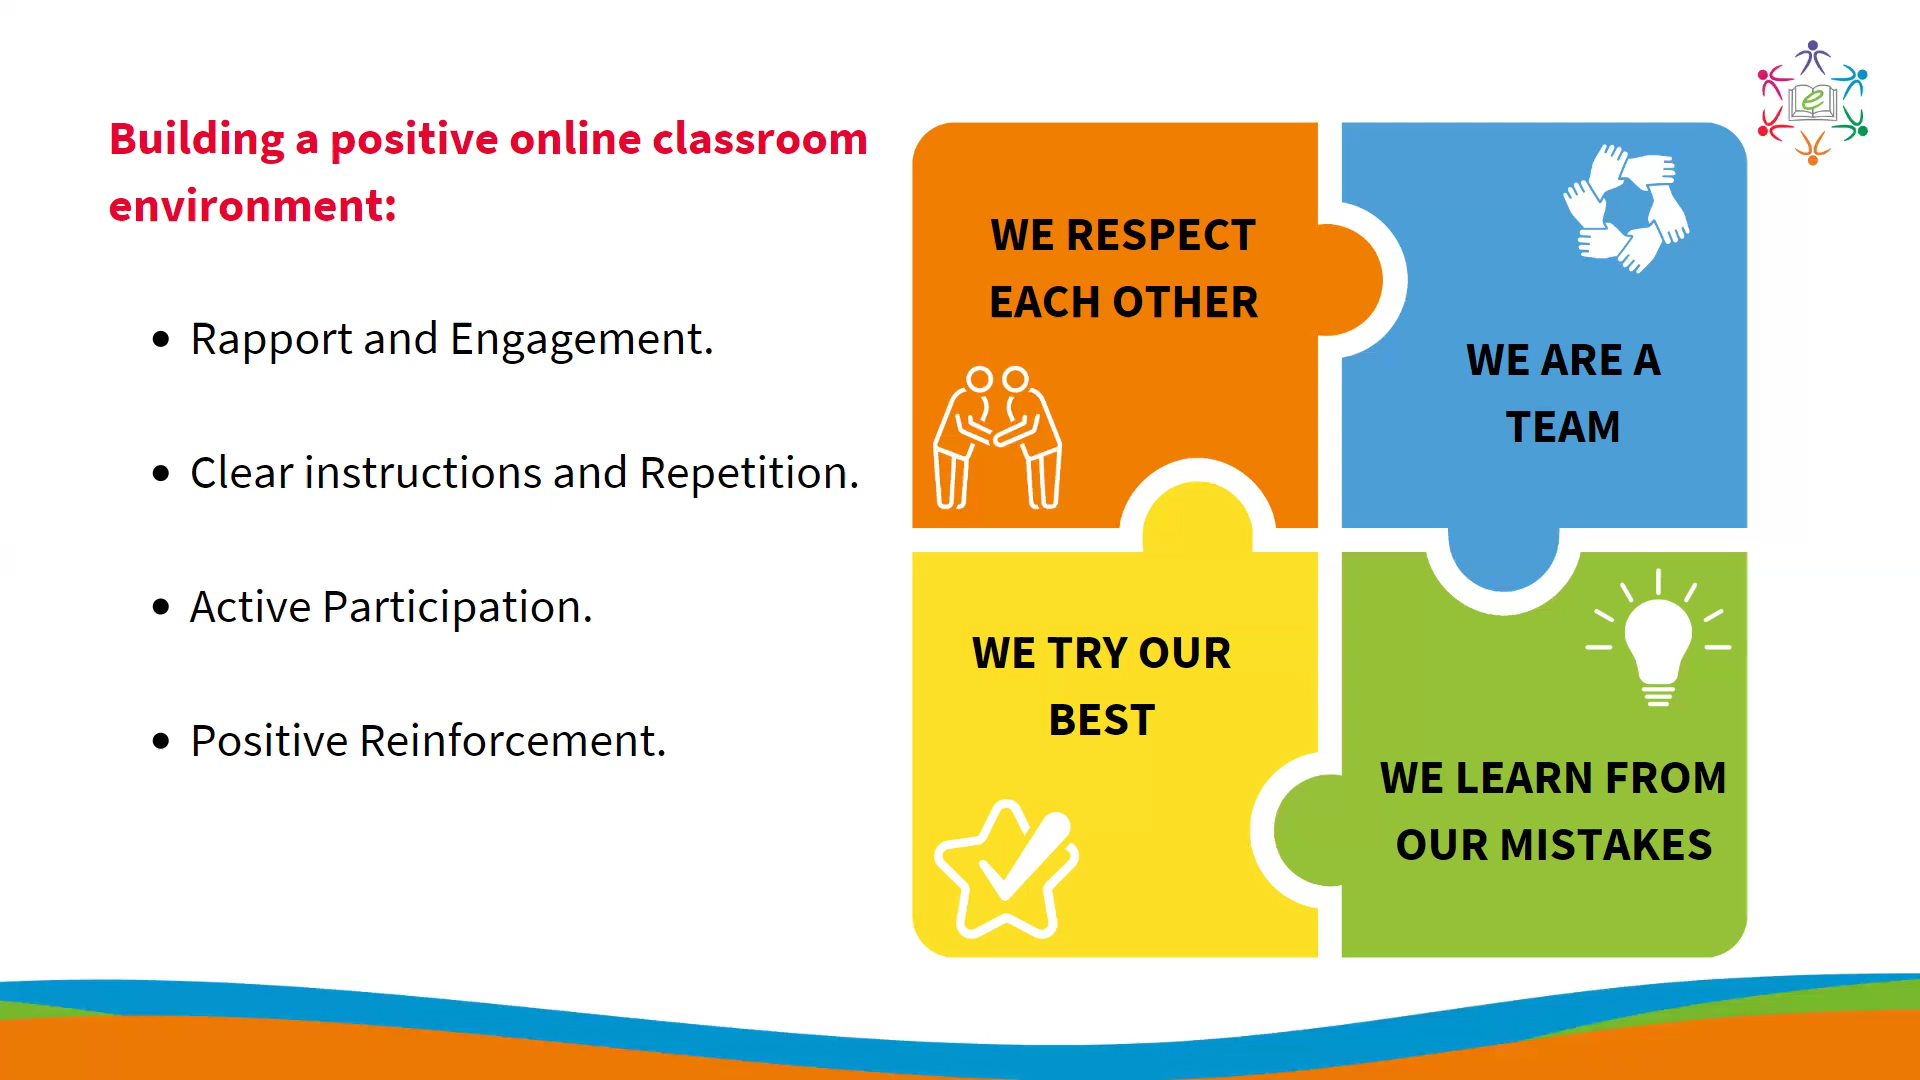 Building a positive online classroom
environment:
• Rapport and Engagement.
• Clear instructions and Repetition.
• Active Participation.
• Positive Reinforcement.
WE RESPECT
EACH OTHER
WE ARE A
TEAM
WE TRY OUR
BEST
WE LEARN FROM
OUR MISTAKES
e